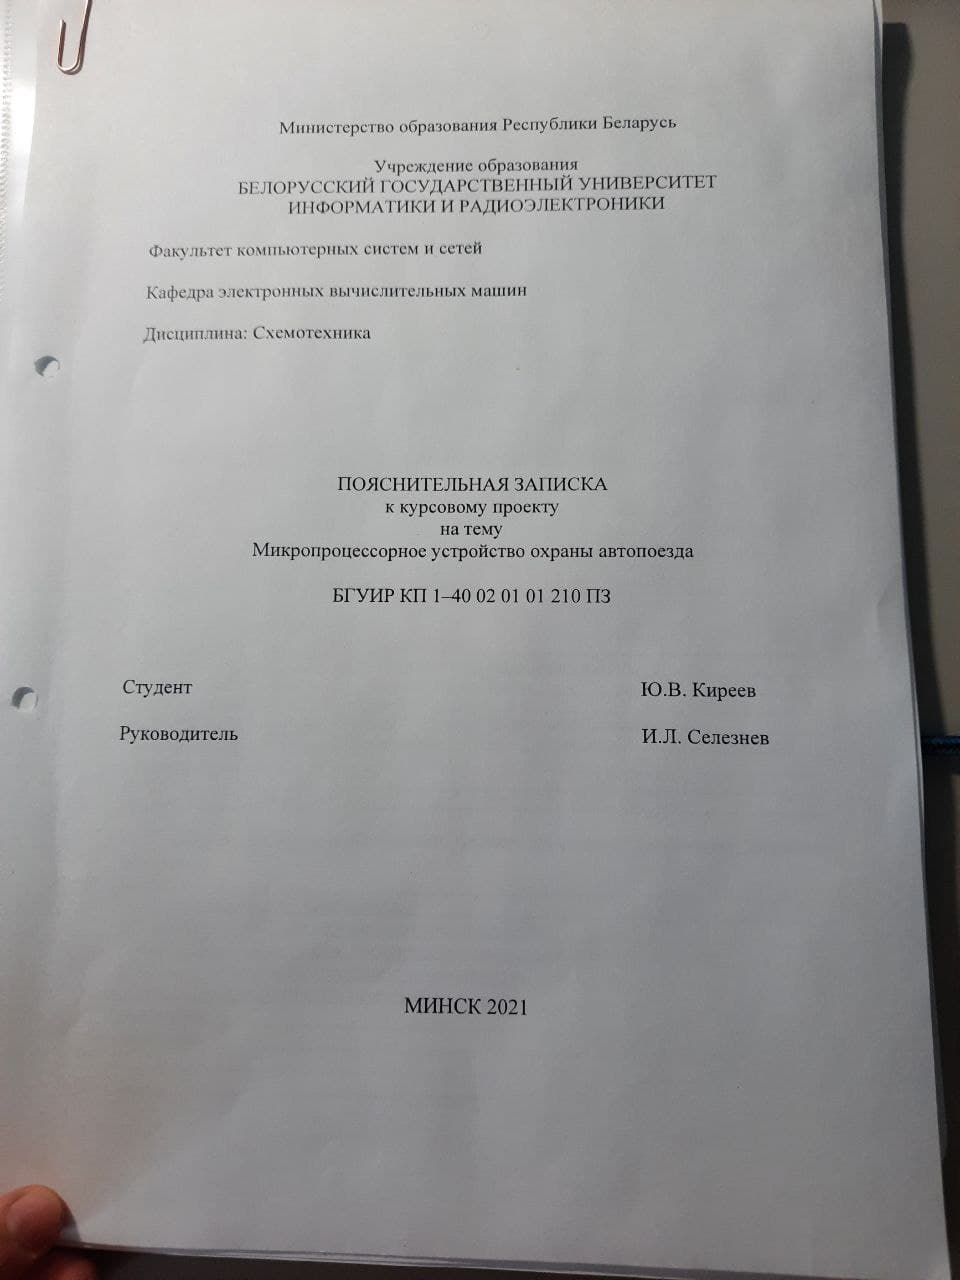 Министерство образования Республики Беларусь
Учреждение образования
БЕЛОРУССКИЙ ГОСУДАРСТВЕННЫЙ УНИВЕРСИТЕТ
ИНФОРМАТИКИ И РАДИОЭЛЕКТРОНИКИ
Факультет компьютерных систем и сетей
Кафедра электронных вычислительных машин
Дисциплина: Схемотехника
ПОЯСНИТЕЛЬНАЯ ЗАПИСКА
к курсовому проекту
на тему
Микропроцессорное устройство охраны автопоезда
БГУИР КП 1–40 02 01 01 210 ПЗ
Студент Ю.В. Киреев
Руководитель И.Л. Селезнев
МИНСК 2021